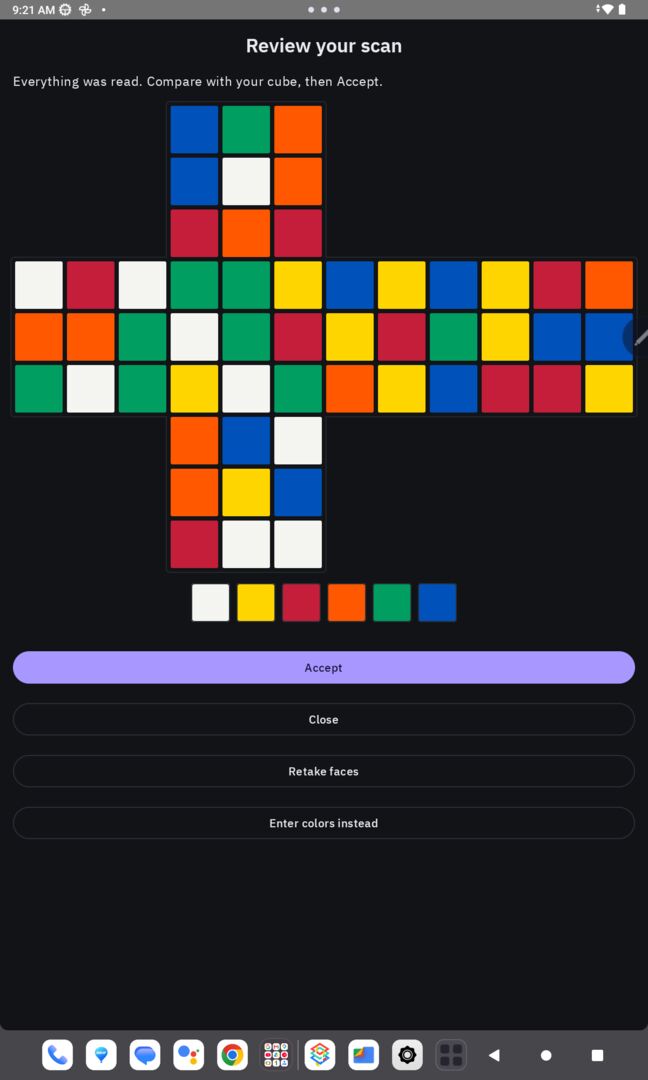 9:21 AM
Review your scan
Everything was read. Compare with your cube, then Accept.
Accept
Close
Retake faces
Enter colors instead